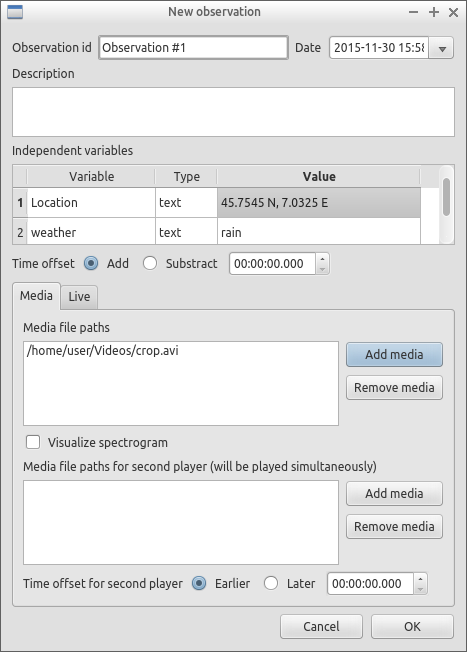 New observation
Observation id Observation #1 Date 2015-11-30 15:58
Description
Independent variables
Variable Type Value
1 Location text 45.7545 N, 7.0325 E
2 weather text rain
Time offset Add Substract 00:00:00.000
Media Live
Media file paths
/home/user/Videos/crop.avi Add media
Remove media
Visualize spectrogram
Media file paths for second player (will be played simultaneously)
Add media
Remove media
Time offset for second player Earlier Later 00:00:00.000
Cancel OK